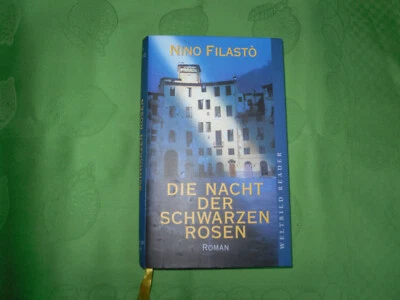 NINO FILASTÒ
DIE NACHT
DER
SCHWARZEN
ROSEN
ROMAN
WELTBILD READER